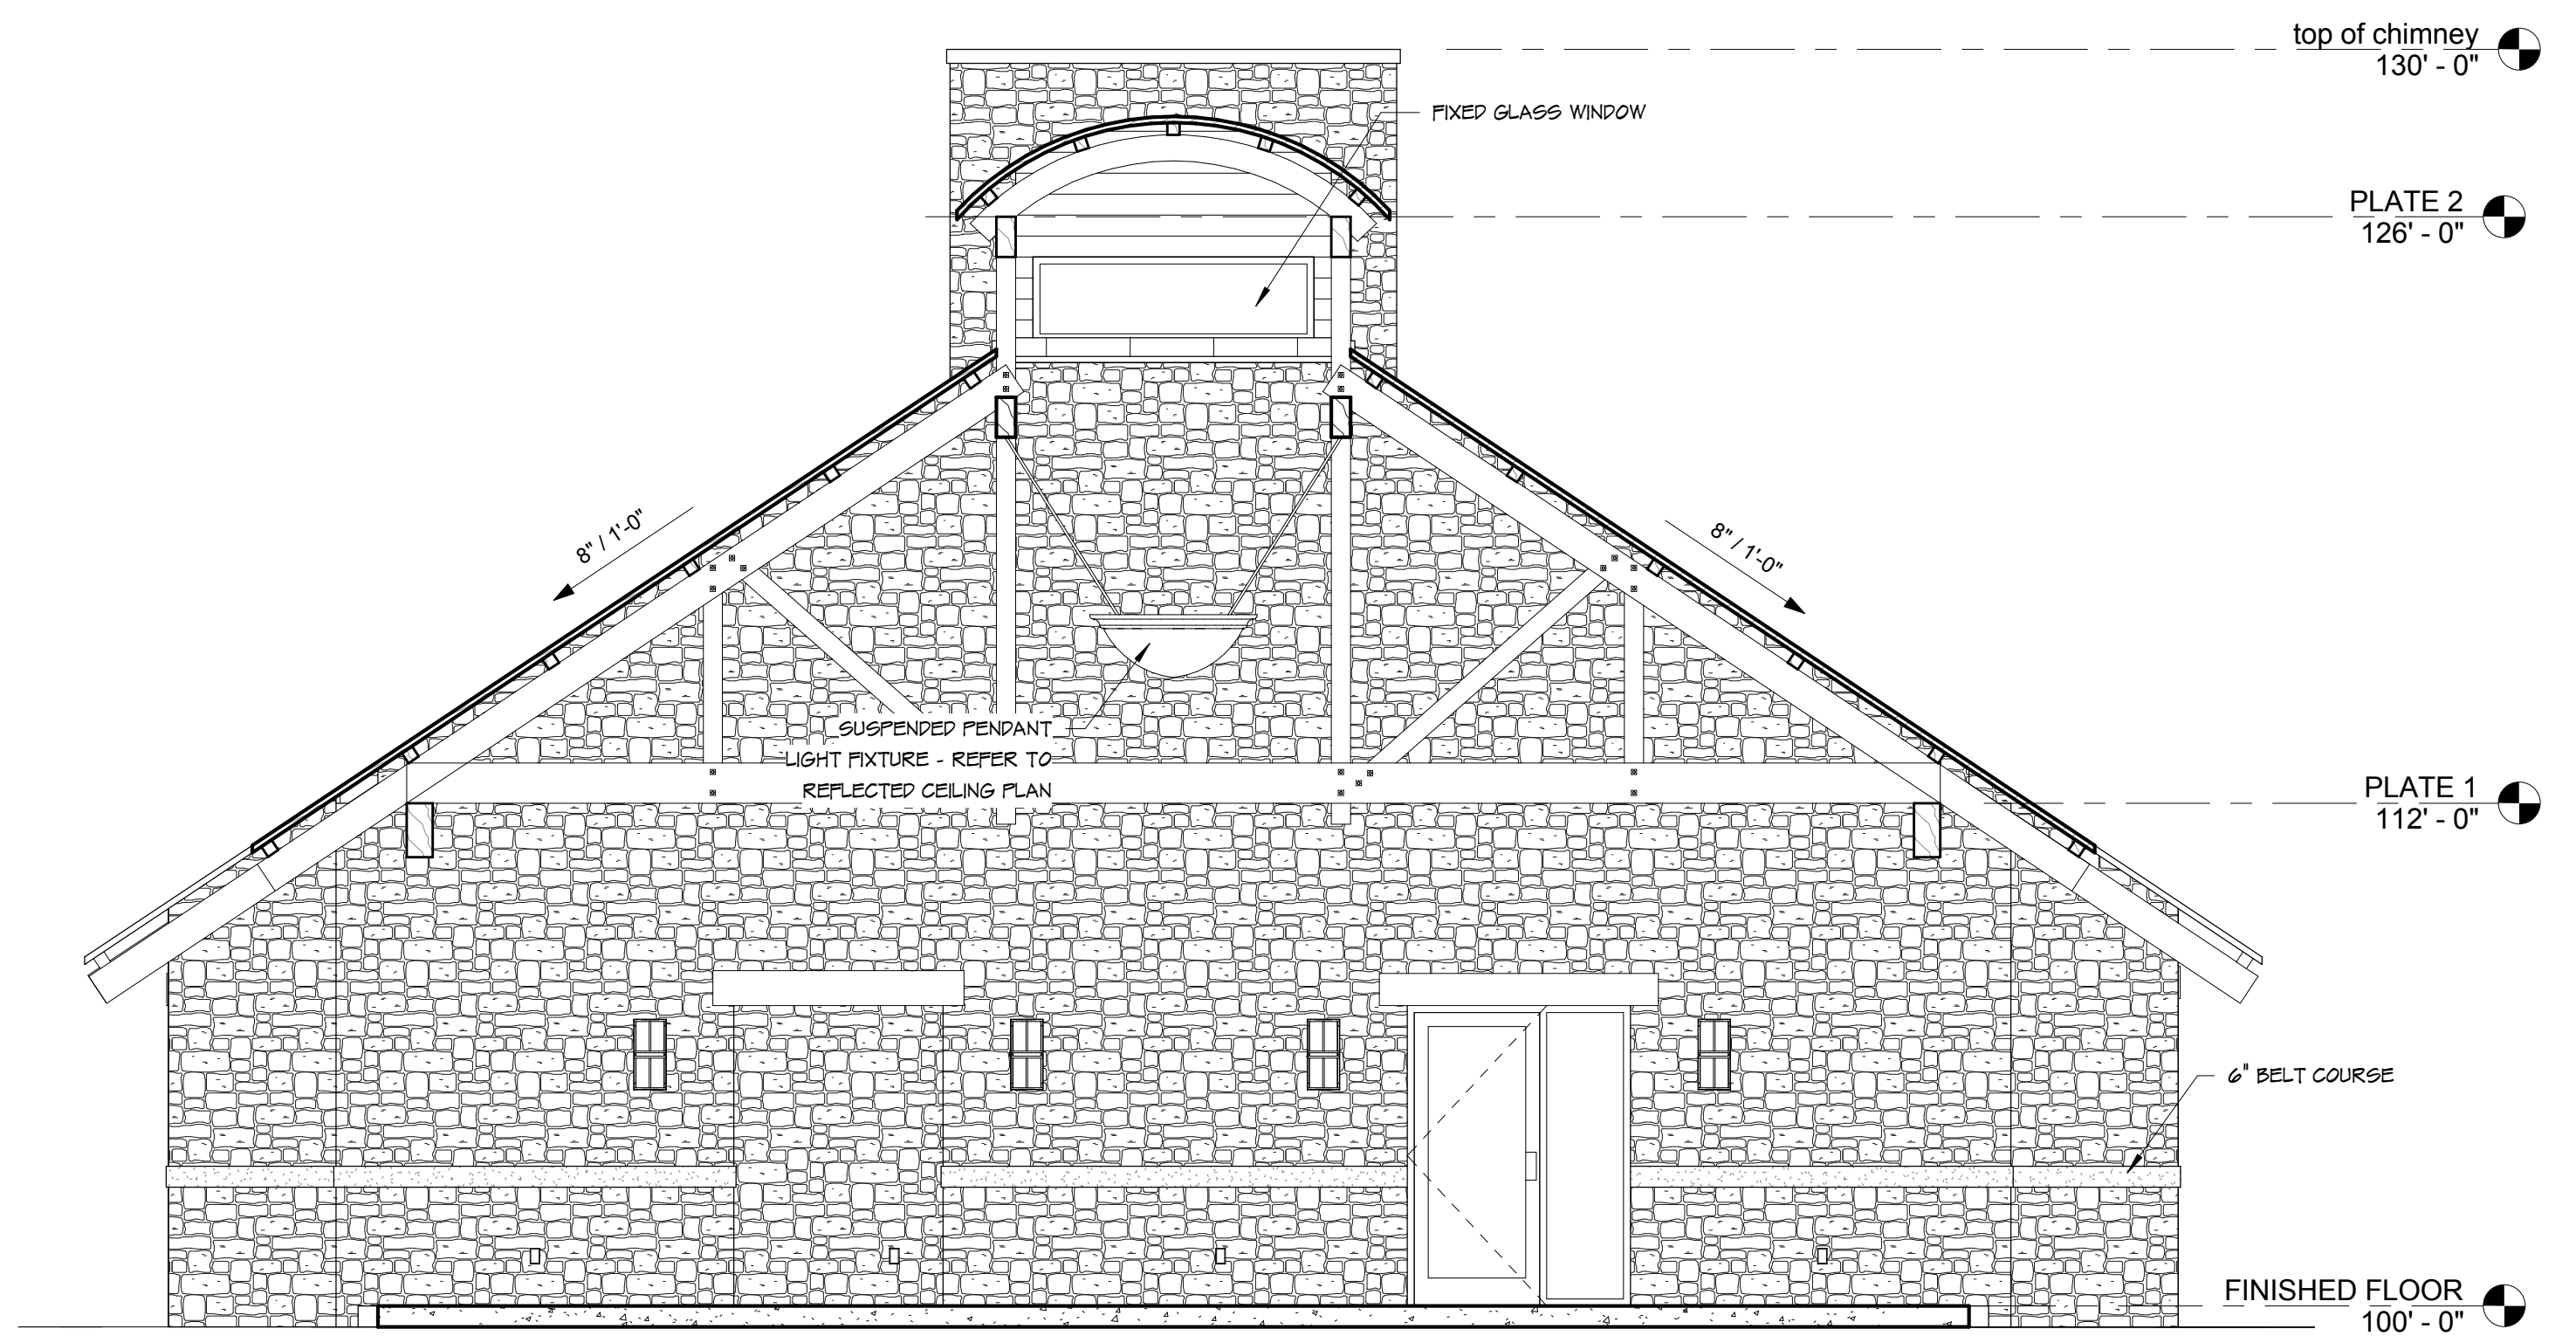 top of chimney
130' - 0"
FIXED GLASS WINDOW
PLATE 2
126' - 0"
8" / 1'-0"
8" / 1'-0"
SUSPENDED PENDANT
LIGHT FIXTURE - REFER TO
REFLECTED CEILING PLAN
PLATE 1
112' - 0"
6" BELT COURSE
FINISHED FLOOR
100' - 0"